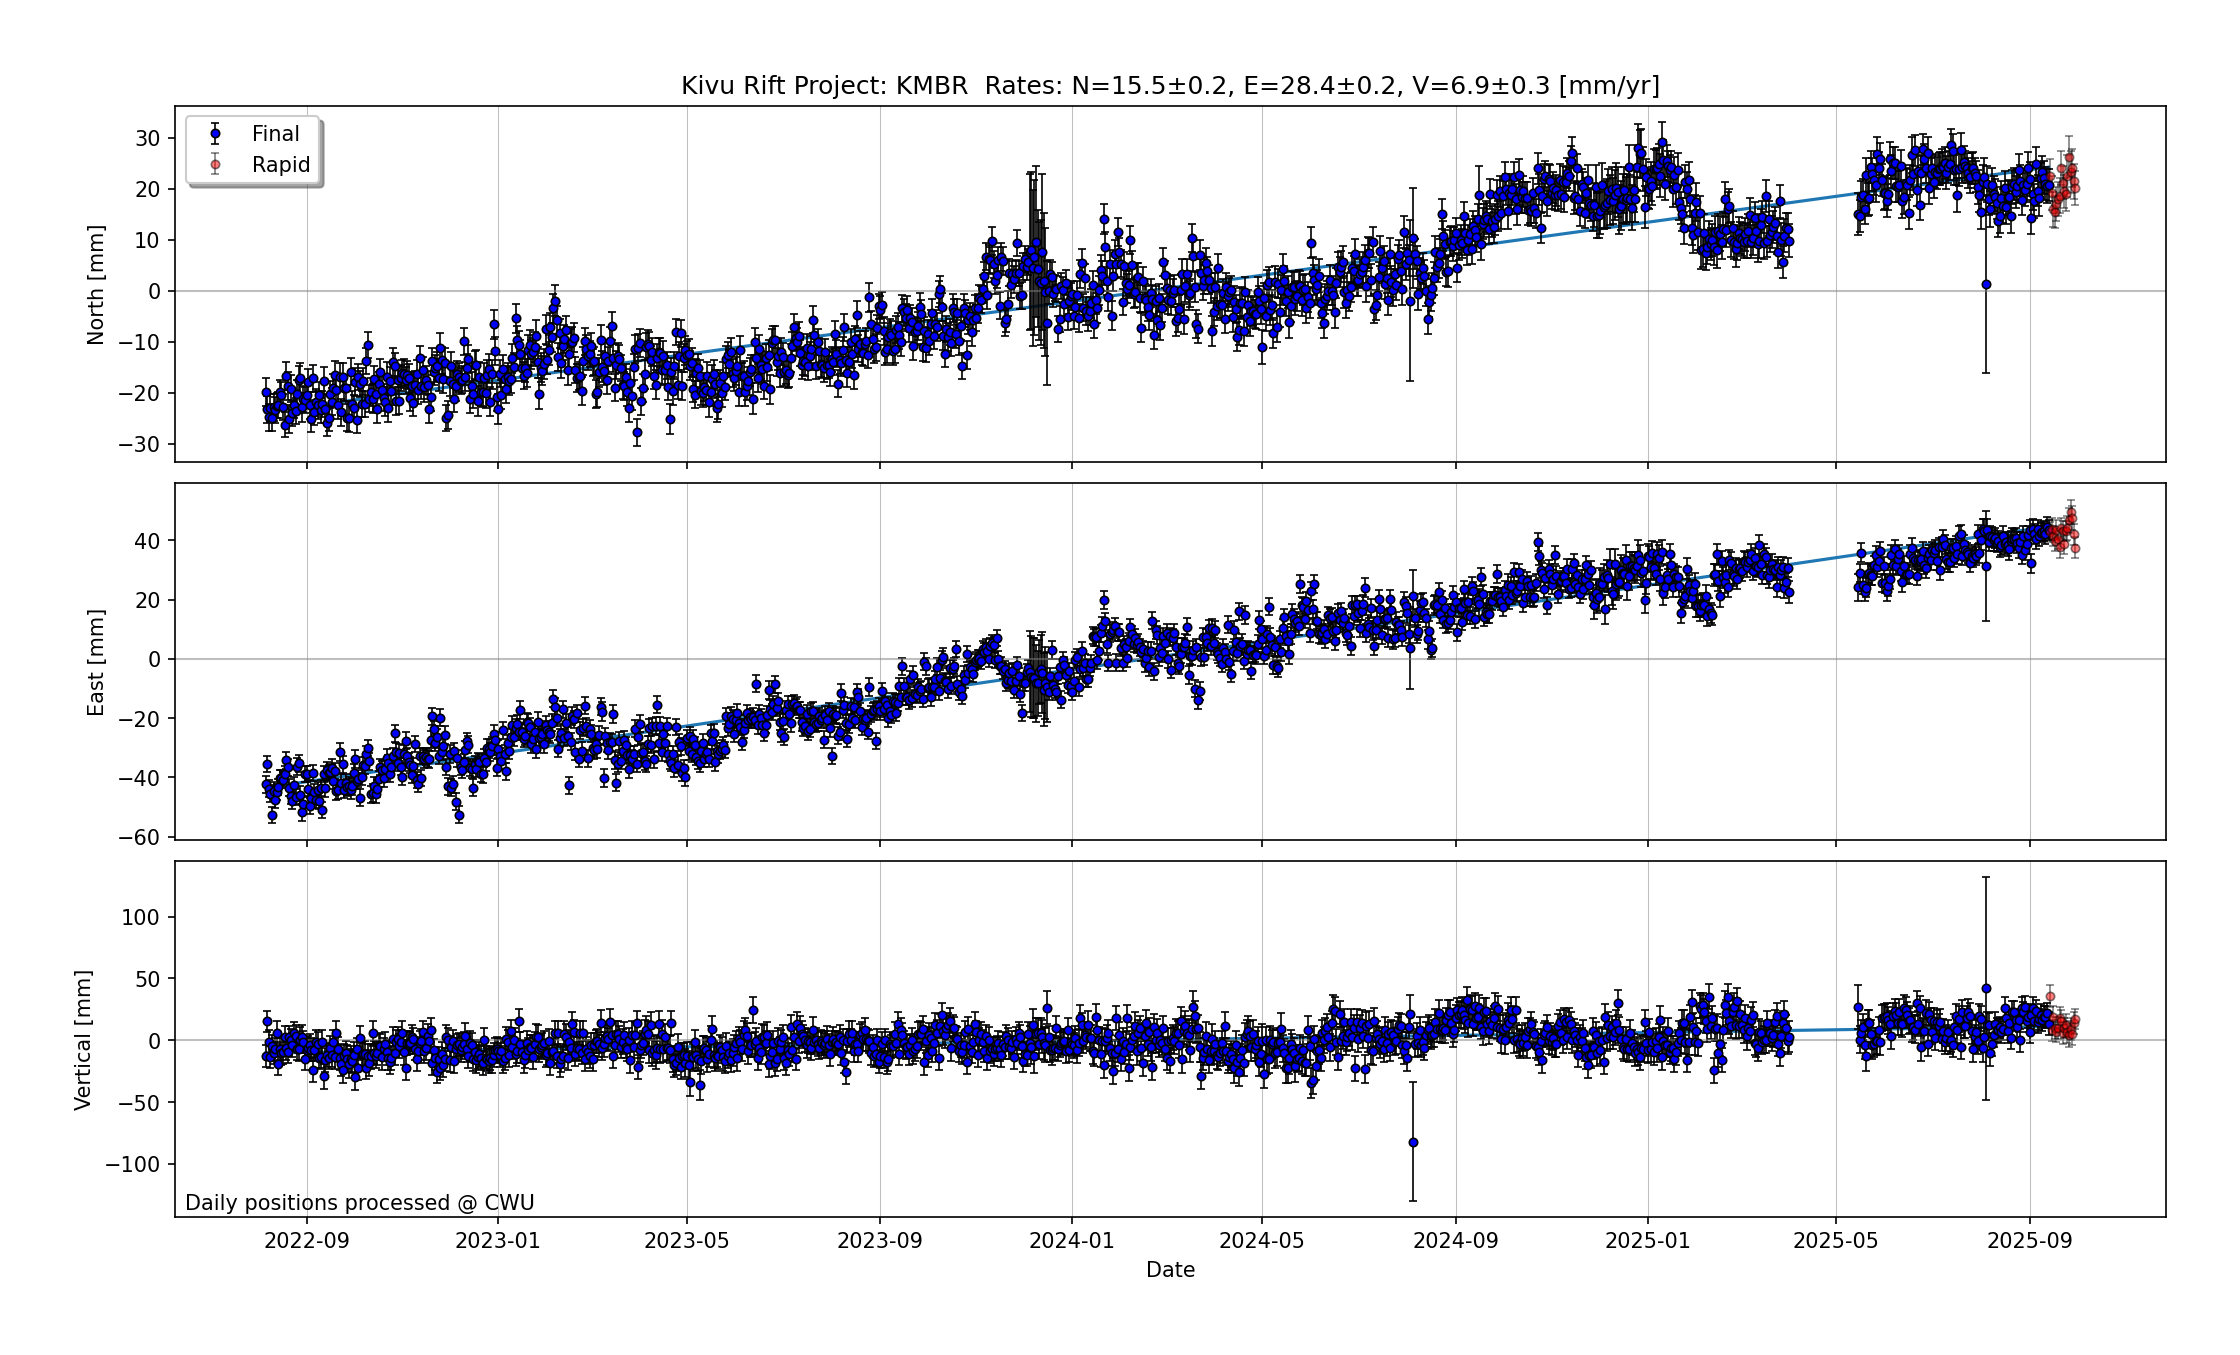 Kivu Rift Project: KMBR  Rates: N=15.5±0.2, E=28.4±0.2, V=6.9±0.3 [mm/yr]
Final
Rapid
North [mm]
30
20
10
0
−10
−20
−30
East [mm]
40
20
0
−20
−40
−60
Vertical [mm]
100
50
0
−50
−100
Daily positions processed @ CWU
2022-09 2023-01 2023-05 2023-09 2024-01 2024-05 2024-09 2025-01 2025-05 2025-09
Date